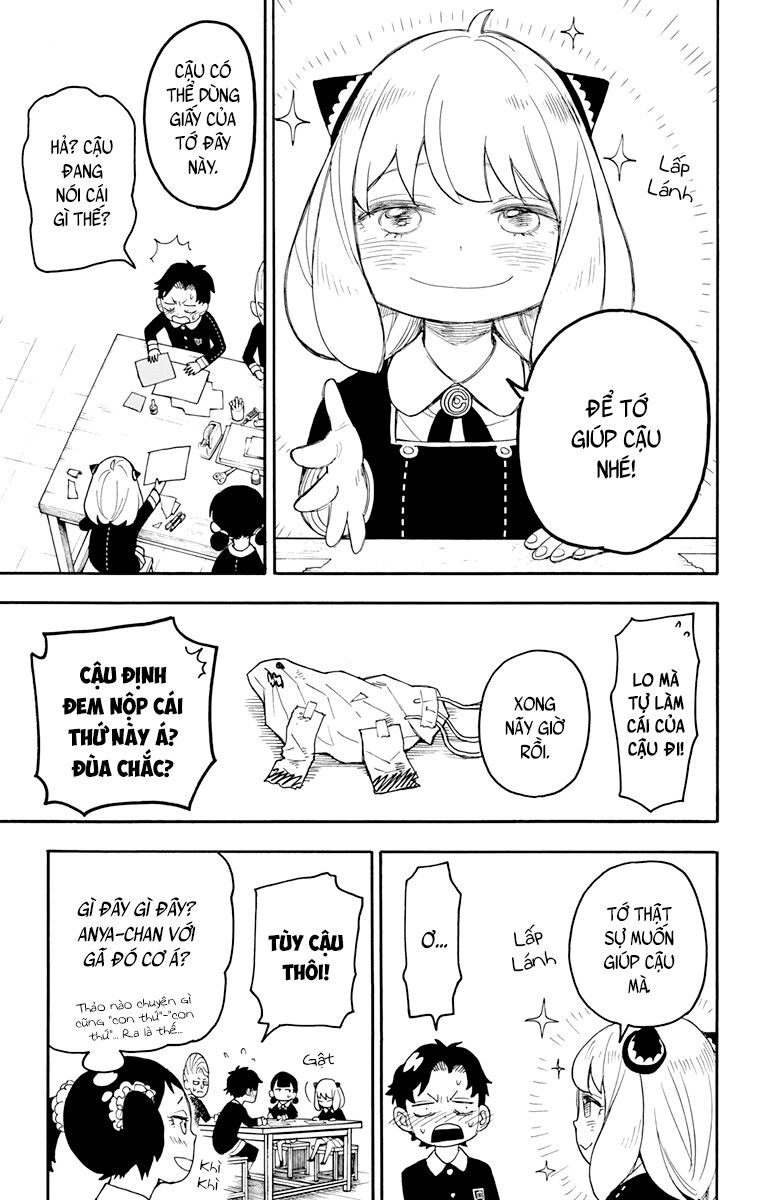 LẤP
LÁNH
ĐỂ TỚ
GIÚP CẬU
NHÉ!
CẬU CÓ
THỂ DÙNG
GIẤY CỦA
TỚ ĐÂY
NÀY.
HẢ? CẬU
ĐANG
NÓI CÁI
GÌ THẾ?
LO MÀ
TỰ LÀM
CÁI CỦA
CẬU ĐI!
XONG
NÃY GIỜ
RỒI.
CẬU ĐỊNH
ĐEM NỘP CÁI
THỨ NÀY Á?
ĐÙA CHẮC?
TỚ THẬT
SỰ MUỐN
GIÚP CẬU
MÀ.
Lấp
Lánh
Ơ...
TÙY CẬU
THÔI!
Gật
GÌ ĐÂY GÌ ĐÂY?
ANYA-CHAN VỚI
GÃ ĐÓ CƠ Á?
Thảo nào chuyện gì
cũng "con thứ"-"con
thứ"... Ra là thế...
Khì
Khì